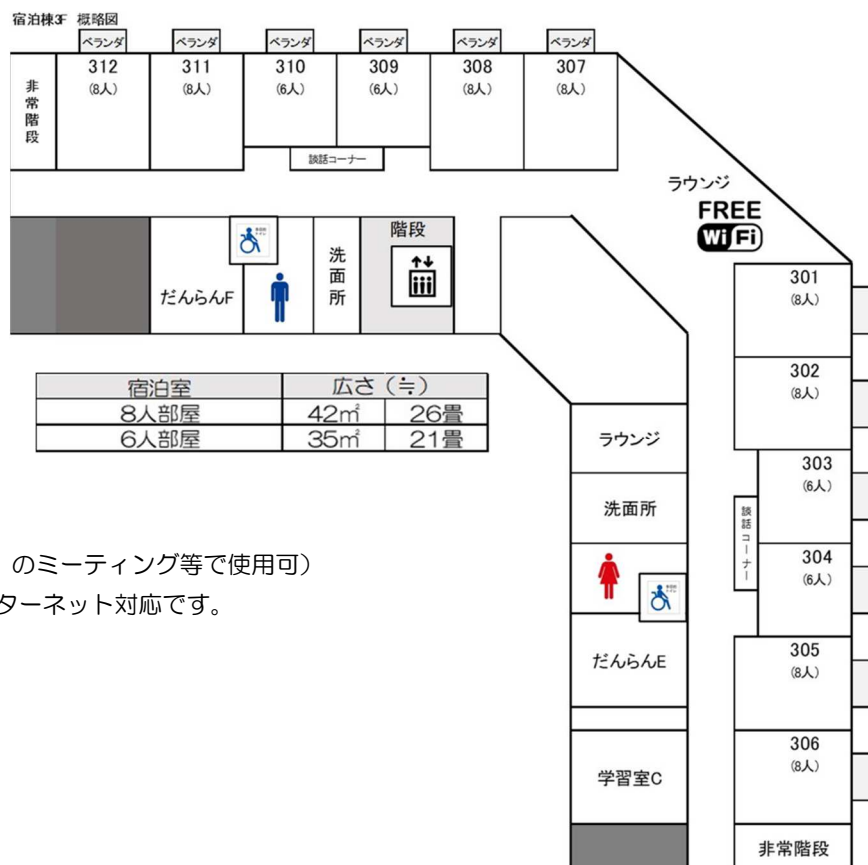 宿泊棟3F 概略図
ベランダ
ベランダ
ベランダ
ベランダ
ベランダ
ベランダ
非常階段
312
(8人)
311
(8人)
310
(6人)
309
(6人)
308
(8人)
307
(8人)
談話コーナー
ラウンジ
FREE
Wi Fi
だんらんF
洗面所
階段
301
(8人)
302
(8人)
303
(6人)
談話コーナー
304
(6人)
305
(8人)
306
(8人)
非常階段
宿泊室 広さ(≒)
8人部屋 42㎡ 26畳
6人部屋 35㎡ 21畳
ラウンジ
洗面所
だんらんE
学習室C
のミーティング等で使用可)
ターネット対応です。